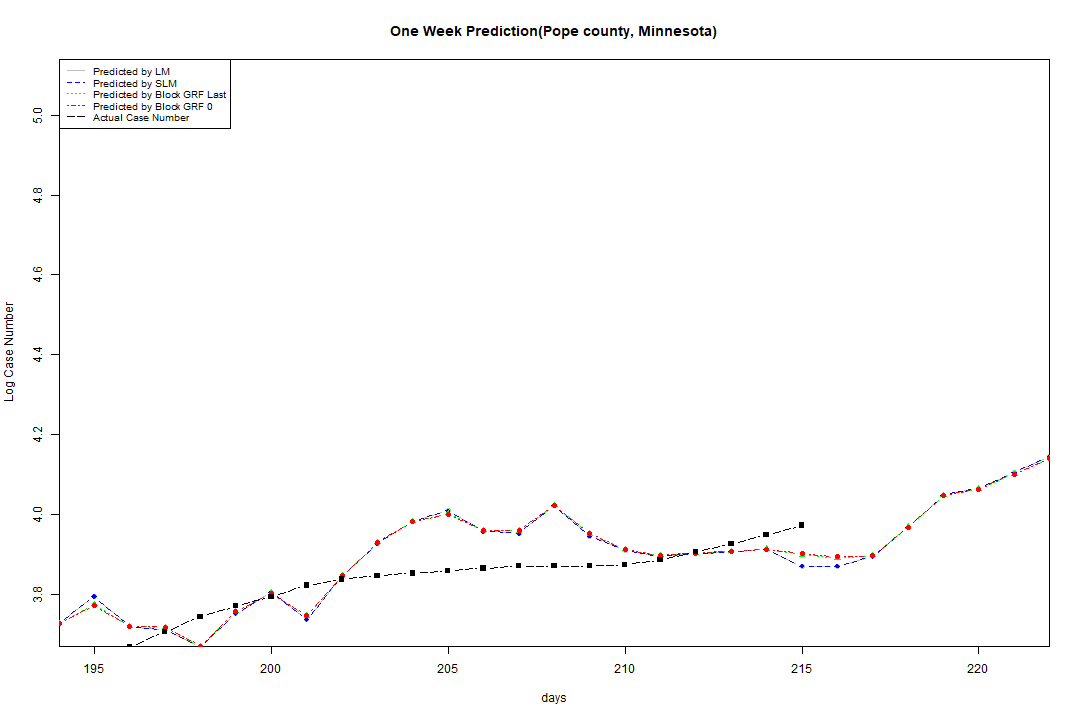 One Week Prediction(Pope county, Minnesota)
Predicted by LM
Predicted by SLM
Predicted by Block GRF Last
Predicted by Block GRF 0
Actual Case Number
5.0
4.8
4.6
4.4
4.2
4.0
3.8
Log Case Number
195 200 205 210 215 220
days